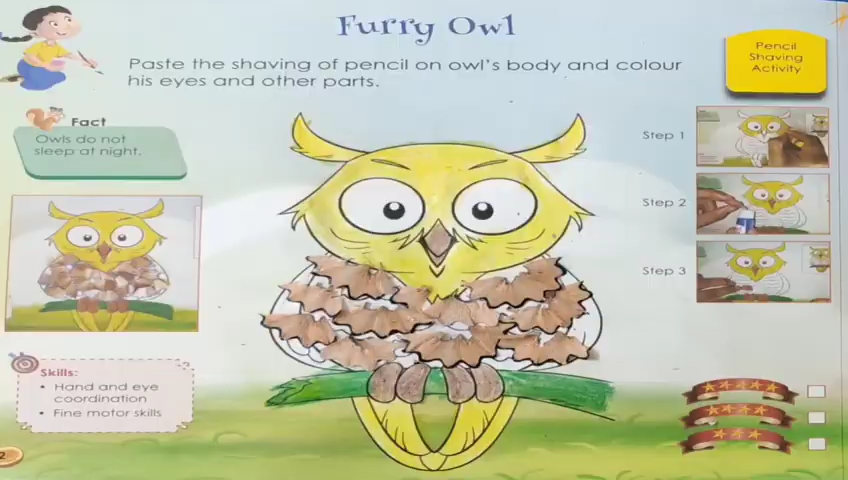 Furry Owl
Paste the shaving of pencil on owl's body and colour
his eyes and other parts.
Pencil
Shaving
Activity
Fact
Owls do not
sleep at night.
Step 1
Step 2
Step 3
Skills:
• Hand and eye
coordination
• Fine motor skills
2